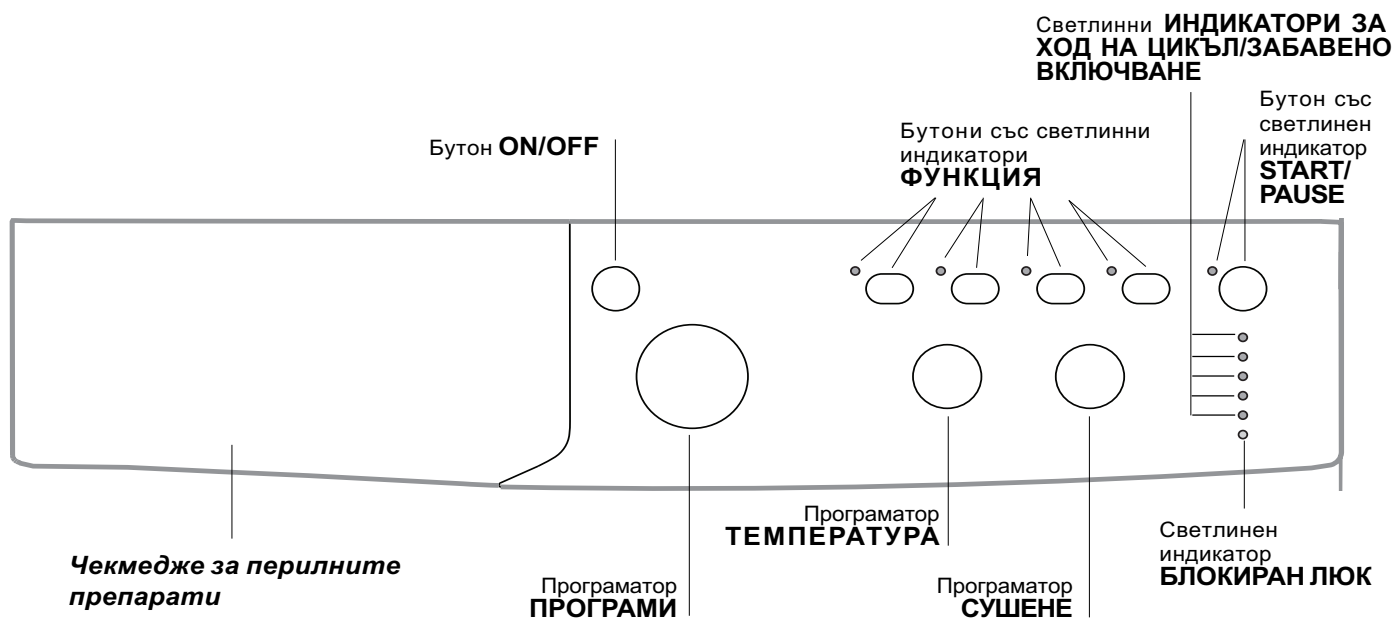 Светлинни ИНДИКАТОРИ ЗА
ХОД НА ЦИКЪЛ/ЗАБАВЕНО
ВКЛЮЧВАНЕ
Бутон ON/OFF
Бутони със светлинни
индикатори
ФУНКЦИЯ
Бутон със
светлинен
индикатор
START/
PAUSE
Чекмедже за перилните
препарати
Програматор
ПРОГРАМИ
Програматор
ТЕМПЕРАТУРА
Програматор
СУШЕНЕ
Светлинен
индикатор
БЛОКИРАН ЛЮК